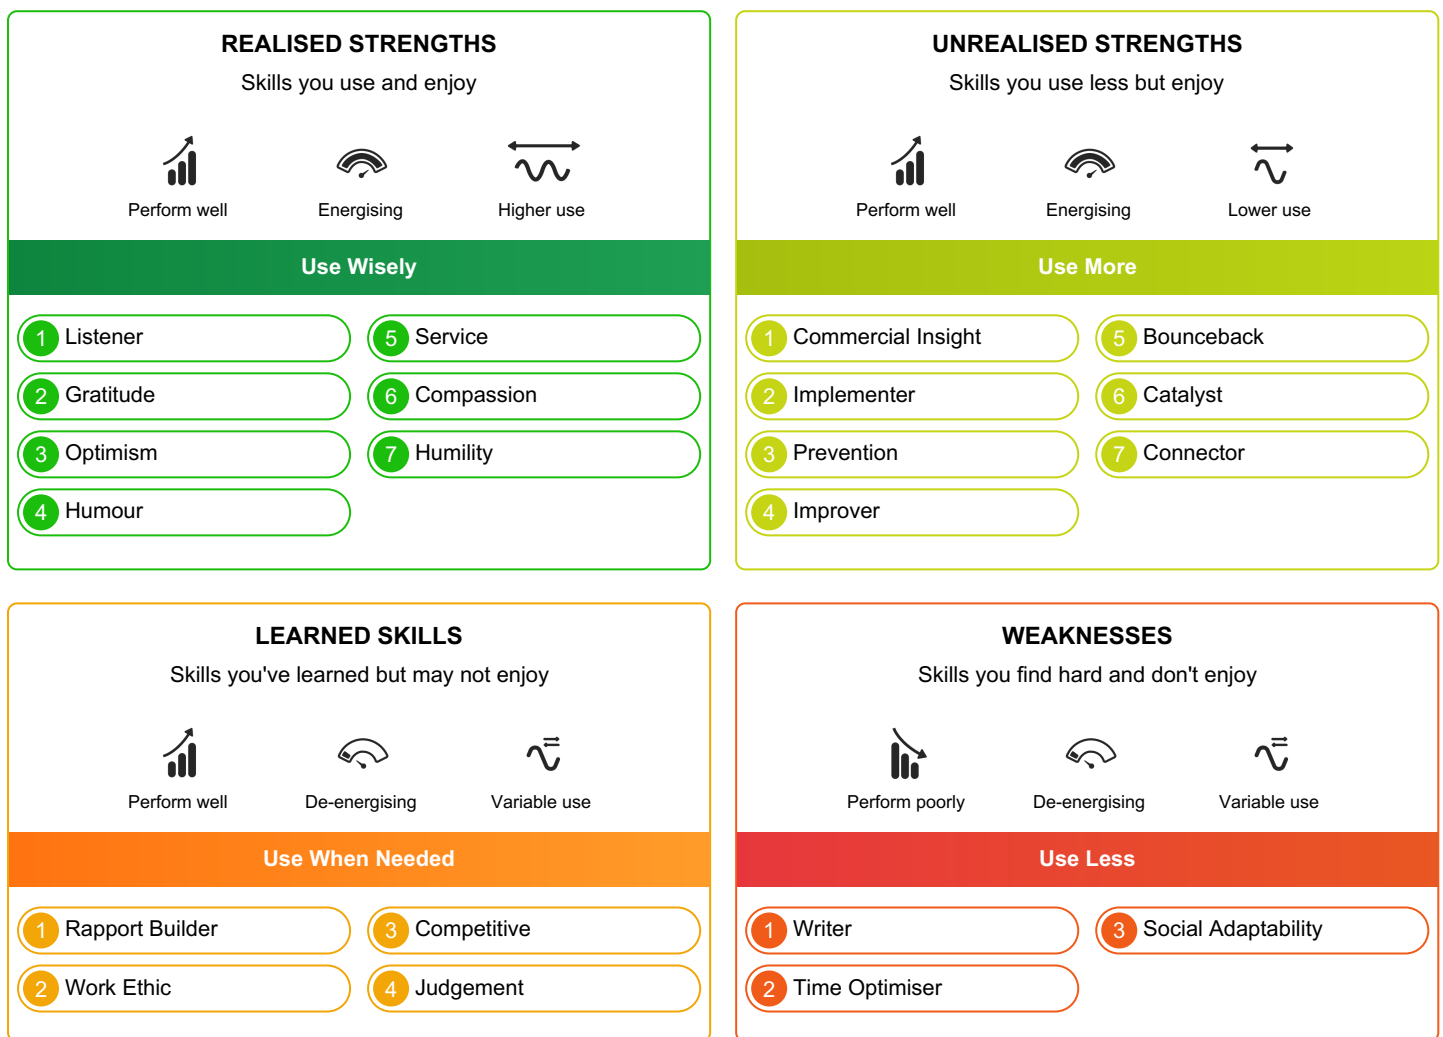 REALISED STRENGTHS
Skills you use and enjoy
Perform well
Energising
Higher use
Use Wisely
1 Listener
2 Gratitude
3 Optimism
4 Humour
5 Service
6 Compassion
7 Humility
UNREALISED STRENGTHS
Skills you use less but enjoy
Perform well
Energising
Lower use
Use More
1 Commercial Insight
2 Implementer
3 Prevention
4 Improver
5 Bounceback
6 Catalyst
7 Connector
LEARNED SKILLS
Skills you've learned but may not enjoy
Perform well
De-energising
Variable use
Use When Needed
1 Rapport Builder
2 Work Ethic
3 Competitive
4 Judgement
WEAKNESSES
Skills you find hard and don't enjoy
Perform poorly
De-energising
Variable use
Use Less
1 Writer
2 Time Optimiser
3 Social Adaptability